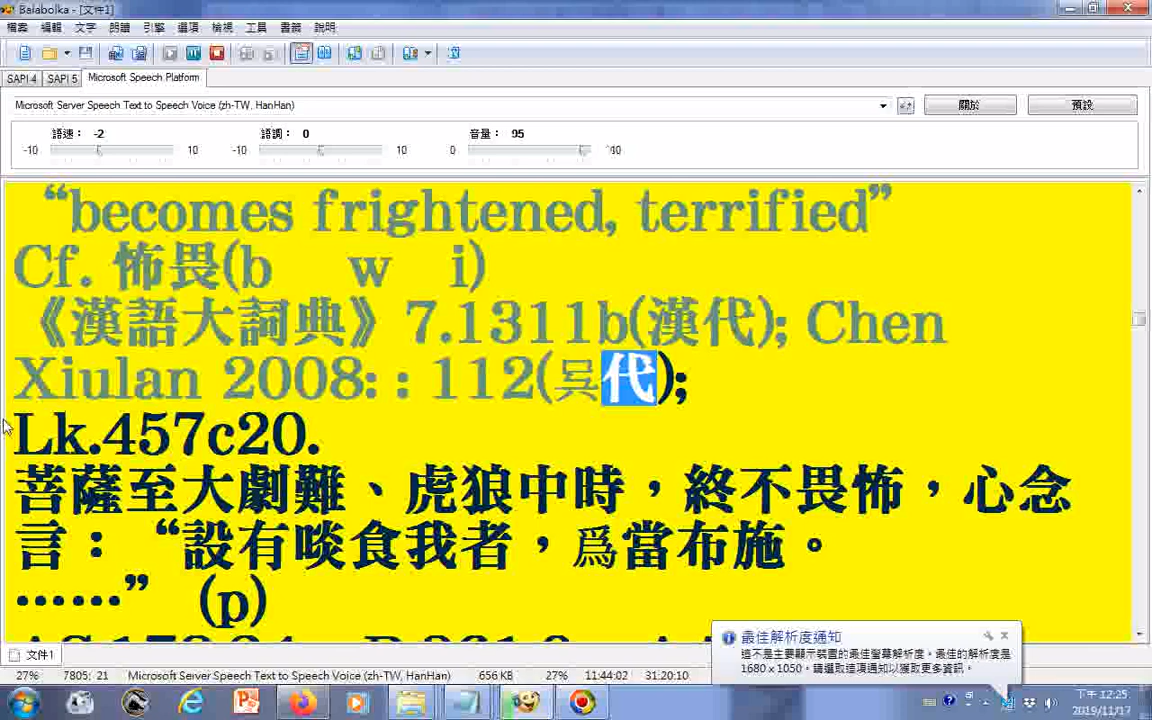 Balabolka - [文件1]
檔案 編輯 文字 朗讀 引擎 選項 檢視 工具 書籤 說明
SAPI 4 SAPI 5 Microsoft Speech Platform
Microsoft Server Speech Text to Speech Voice (zh-TW, HanHan) 關於 預設
語速： -2 語調： 0 音量： 95
-10 10 -10 10 0 100
“becomes frightened, terrified”
Cf. 怖畏(b w i)
《漢語大詞典》 7.1311b(漢代); Chen
Xiulan 2008: : 112(吳代);
Lk.457c20.
菩薩至大劇難、虎狼中時，終不畏怖，心念
言：“設有啖食我者，爲當布施。
……” (p)
最佳解析度通知
這不是主要顯示裝置的最佳螢幕解析度。最佳的解析度是
1680 x 1050。請選取這項通知以獲取更多資訊。
文件1
27% 7805: 21 Microsoft Server Speech Text to Speech Voice (zh-TW, HanHan) 656 KB 27% 11:44:02 31:20:10
下午 12:25
2019/11/17